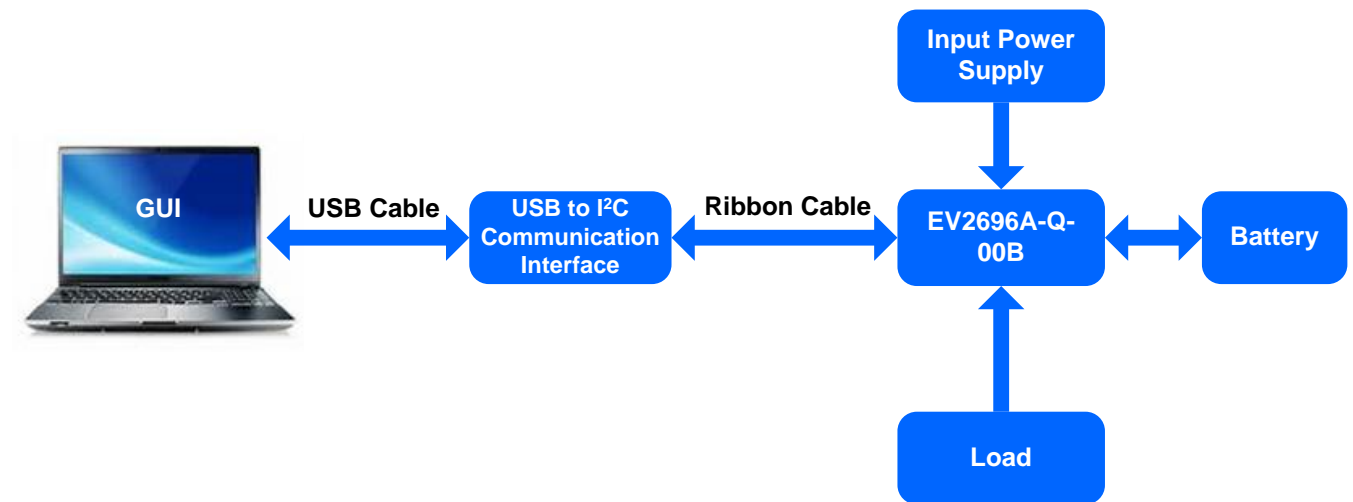 Input Power
Supply
GUI
USB Cable
USB to I²C
Communication
Interface
Ribbon Cable
EV2696A-Q-
00B
Battery
Load